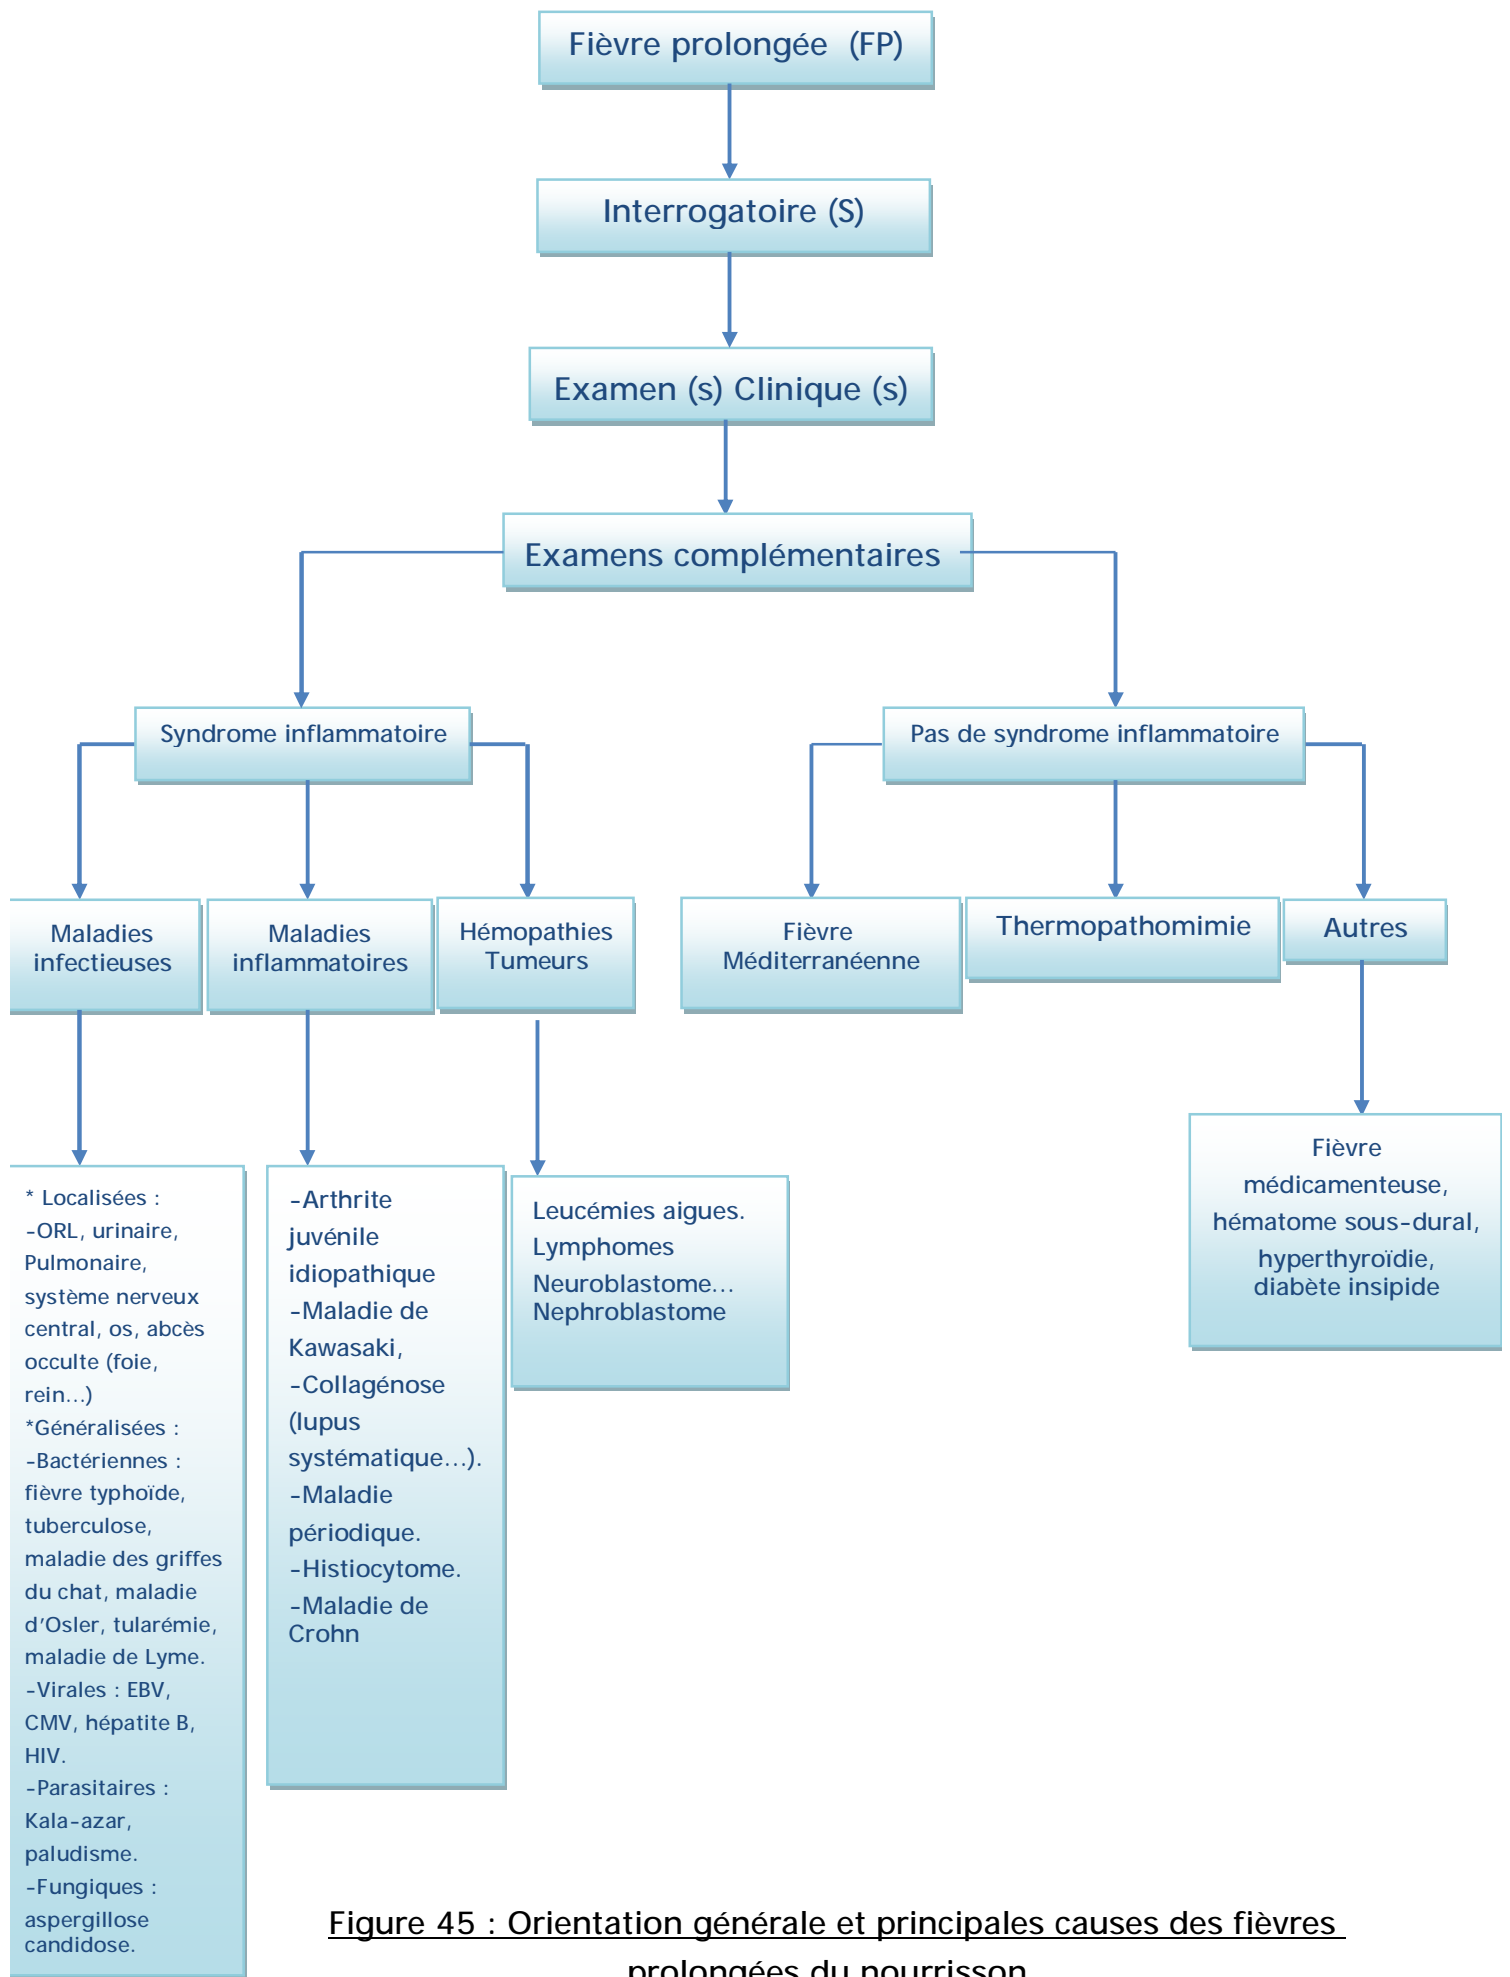 Fièvre prolongée (FP)
Interrogatoire (S)
Examen (s) Clinique (s)
Examens complémentaires
Syndrome inflammatoire
Pas de syndrome inflammatoire
Maladies
infectieuses
Maladies
inflammatoires
Hémopathies
Tumeurs
Fièvre
Méditerranéenne
Thermopathomimie
Autres
* Localisées :
-ORL, urinaire,
Pulmonaire,
système nerveux
central, os, abcès
occulte (foie,
rein...)
*Généralisées :
-Bactériennes :
fièvre typhoïde,
tuberculose,
maladie des griffes
du chat, maladie
d'Osler, tularémie,
maladie de Lyme.
-Virales : EBV,
CMV, hépatite B,
HIV.
-Parasitaires :
Kala-azar,
paludisme.
-Fungiques :
aspergillose
candidose.
-Arthrite
juvénile
idiopathique
-Maladie de
Kawasaki,
-Collagénose
(lupus
systématique...).
-Maladie
périodique.
-Histiocytome.
-Maladie de
Crohn
Leucémies aigues.
Lymphomes
Neuroblastome...
Nephroblastome
Fièvre
médicamenteuse,
hématome sous-dural,
hyperthyroïdie,
diabète insipide
Figure 45 : Orientation générale et principales causes des fièvres
prolongées du nourrisson